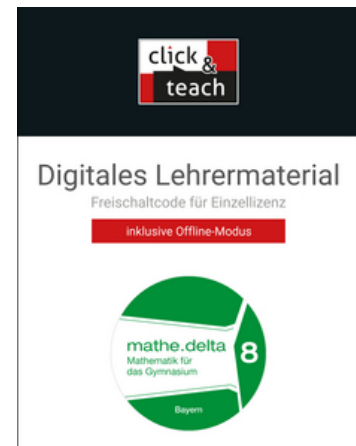 click &
teach
Digitales Lehrermaterial
Freischaltcode für Einzellizenz
inklusive Offline-Modus
mathe.delta
8
Mathematik für
das Gymnasium
Bayern